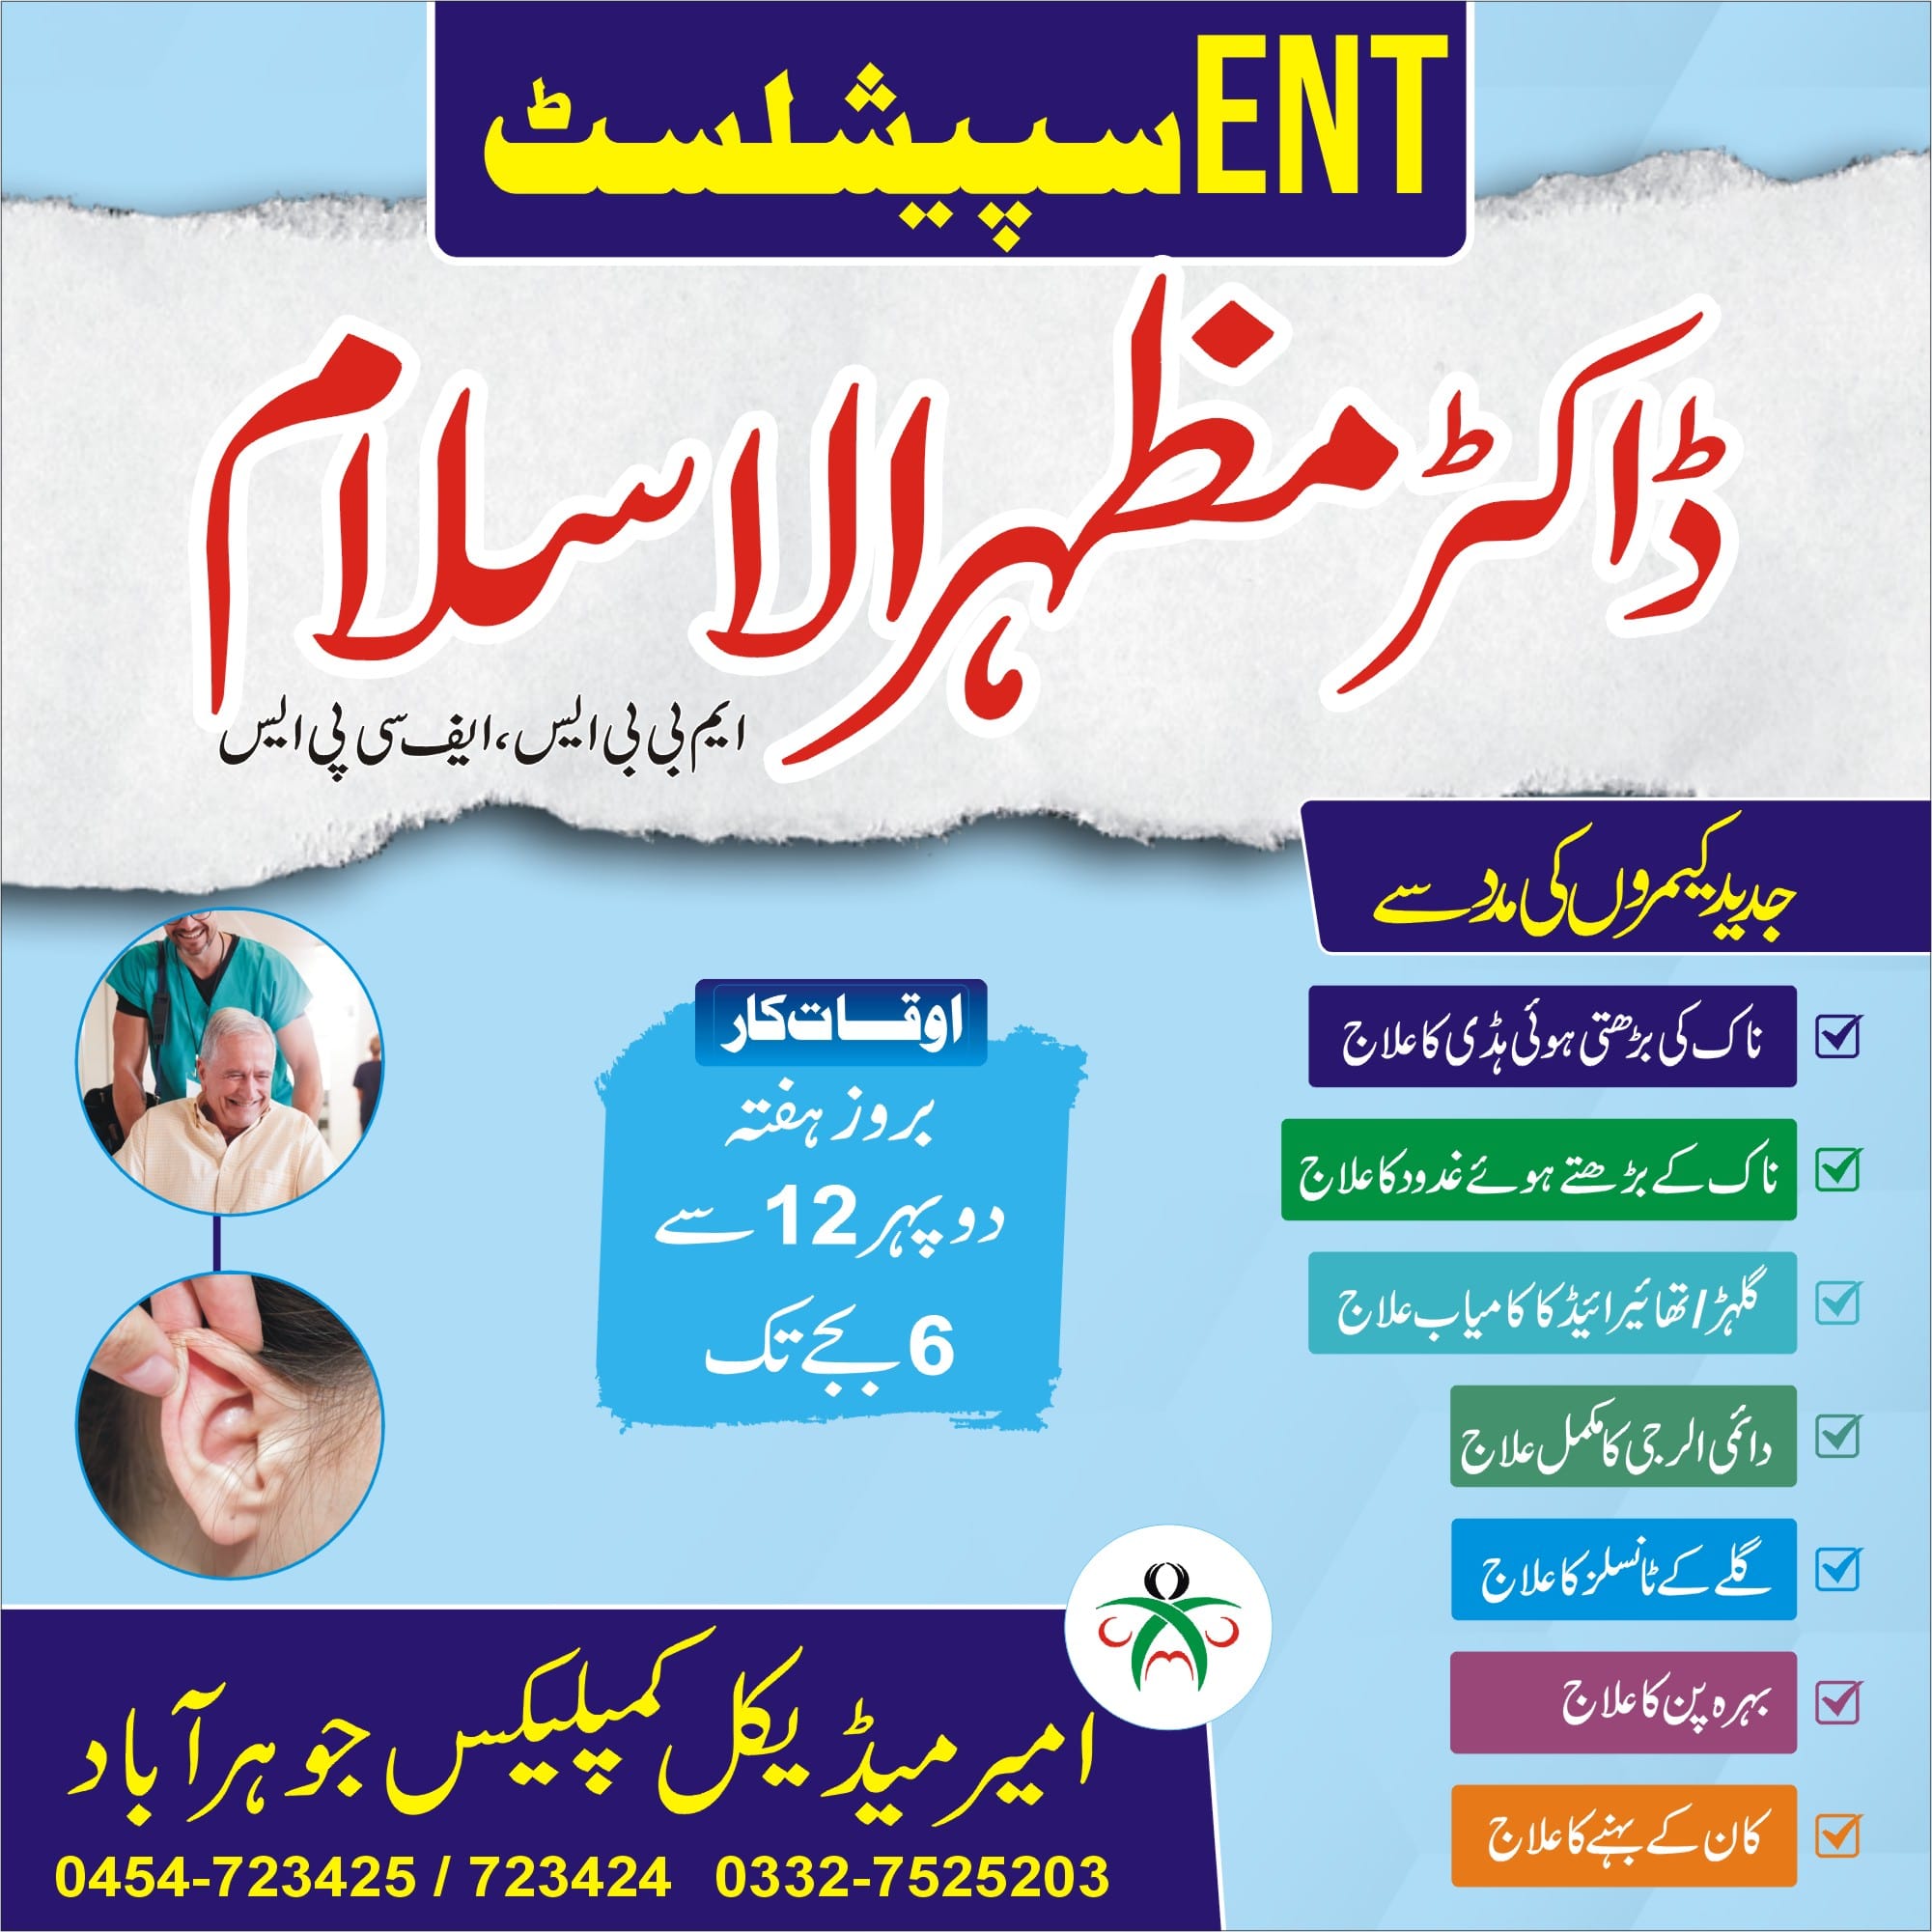 ENT سپیشلسٹ
ڈاکٹر مظہر الاسلام
ایم بی بی ایس، ایف سی پی ایس
جدید کیمروں کی مدد سے
ناک کی بڑھتی ہوئی ہڈی کا علاج
ناک کے بڑھتے ہوئے غدود کا علاج
گلہڑ/تھائیرائیڈ کا کامیاب علاج
دائمی الرجی کا مکمل علاج
گلے کے ٹانسلز کا علاج
بہرہ پن کا علاج
کان کے بہنے کا علاج
اوقات کار
بروز ہفتہ
دوپہر 12 سے
6 بجے تک
امیر میڈیکل کمپلیکس جوہرآباد
0454-723425 / 723424 0332-7525203